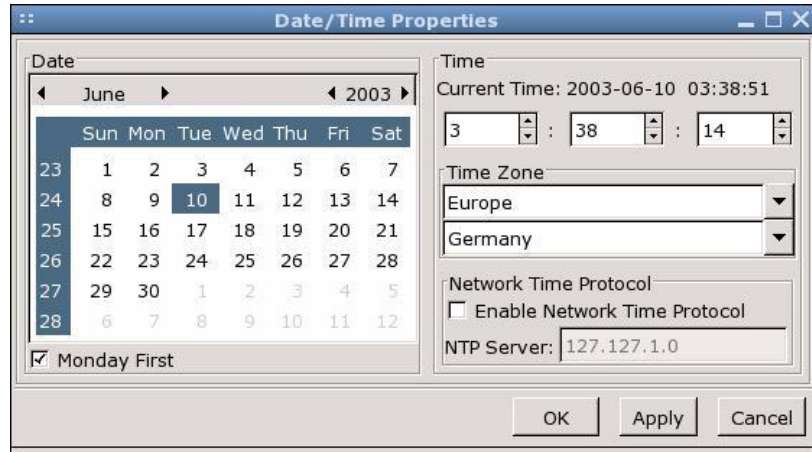 Date/Time Properties
Date
June 2003
Sun Mon Tue Wed Thu Fri Sat
23 1 2 3 4 5 6 7
24 8 9 10 11 12 13 14
25 15 16 17 18 19 20 21
26 22 23 24 25 26 27 28
27 29 30 1 2 3 4 5
28 6 7 8 9 10 11 12
Monday First
Time
Current Time: 2003-06-10 03:38:51
3 : 38 : 14
Time Zone
Europe
Germany
Network Time Protocol
Enable Network Time Protocol
NTP Server: 127.127.1.0
OK Apply Cancel